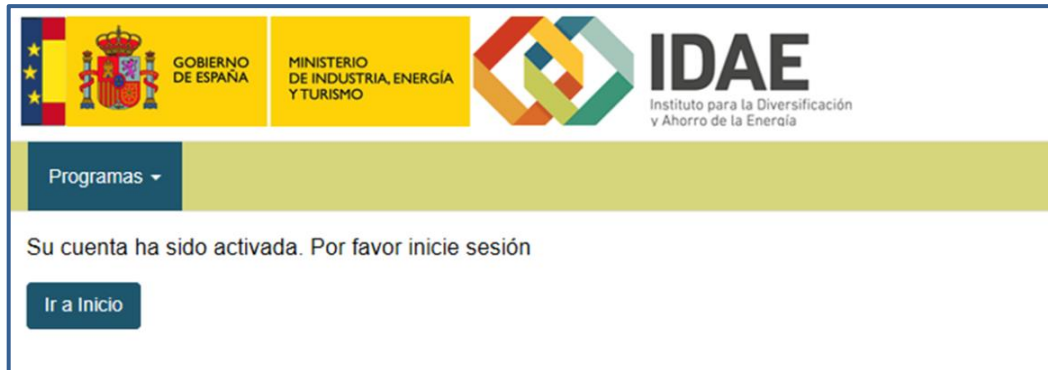 GOBIERNO
DE ESPAÑA
MINISTERIO
DE INDUSTRIA, ENERGÍA
Y TURISMO
IDAE
Instituto para la Diversificación
y Ahorro de la Energía
Programas
Su cuenta ha sido activada. Por favor inicie sesión
Ir a Inicio